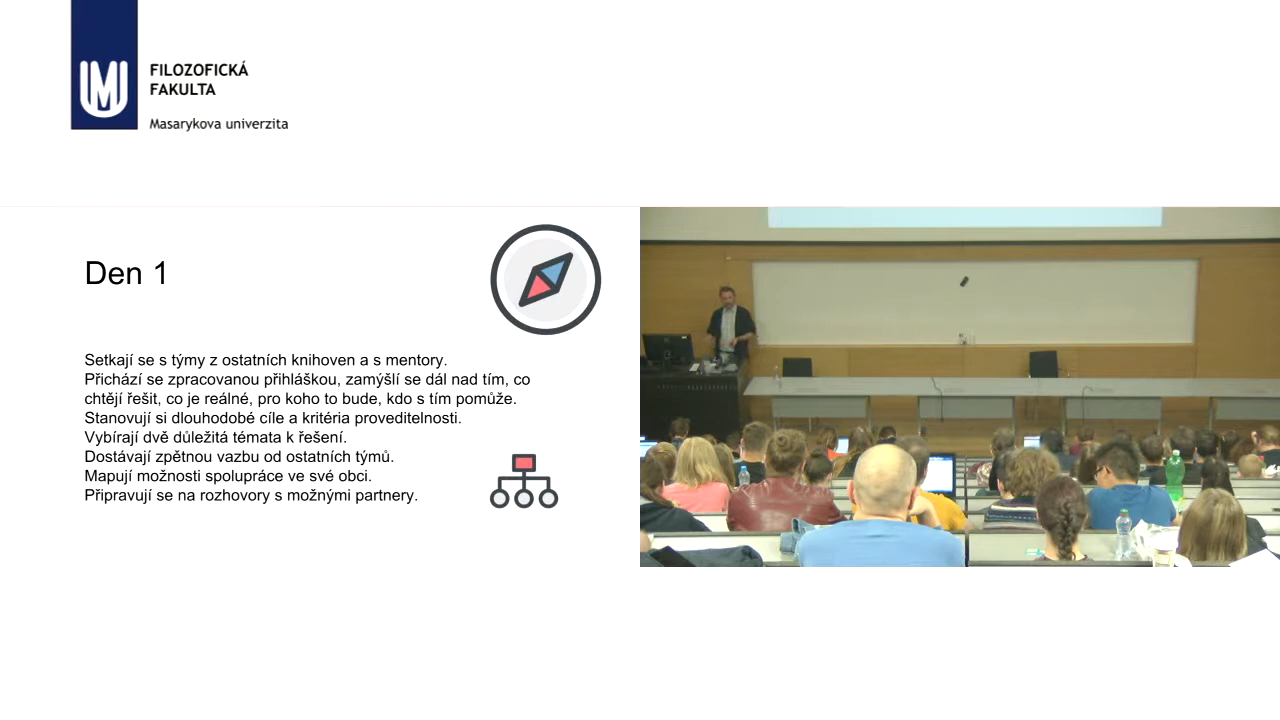 FILOZOFICKÁ
FAKULTA
Masarykova univerzita
Den 1
Setkají se s týmy z ostatních knihoven a s mentory.
Přichází se zpracovanou přihláškou, zamýšlí se dál nad tím, co
chtějí řešit, co je reálné, pro koho to bude, kdo s tím pomůže.
Stanovují si dlouhodobé cíle a kritéria proveditelnosti.
Vybírají dvě důležitá témata k řešení.
Dostávají zpětnou vazbu od ostatních týmů.
Mapují možnosti spolupráce ve své obci.
Připravují se na rozhovory s možnými partnery.